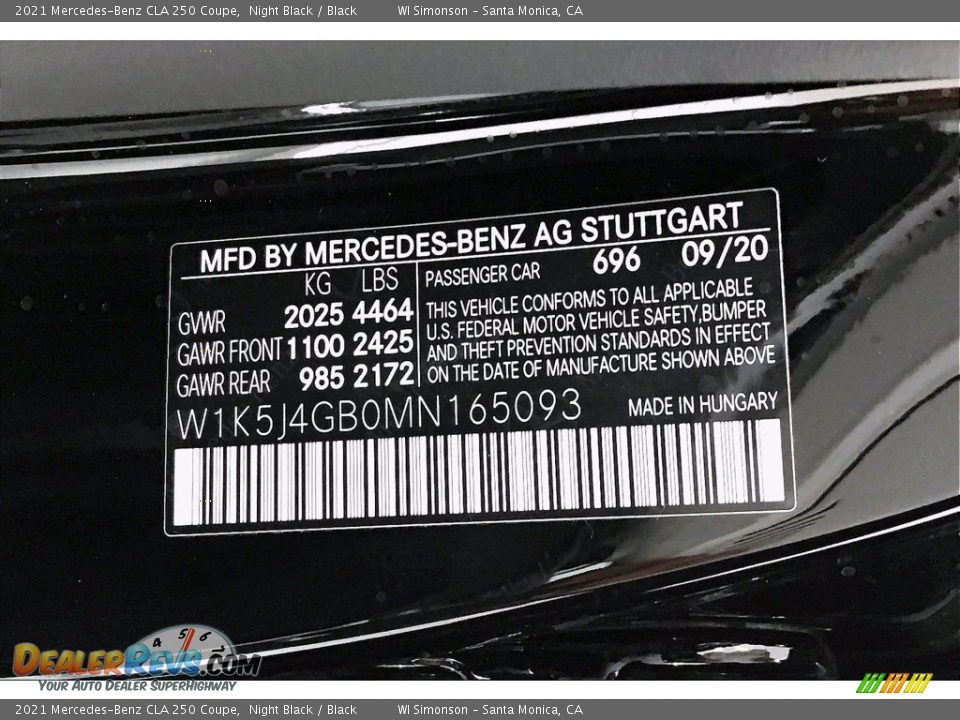 2021 Mercedes-Benz CLA 250 Coupe, Night Black / Black WI Simonson - Santa Monica, CA
MFD BY MERCEDES-BENZ AG STUTTGART
KG LBS
GVWR 2025 4464
GAWR FRONT 1100 2425
GAWR REAR 985 2172
PASSENGER CAR 696 09/20
THIS VEHICLE CONFORMS TO ALL APPLICABLE
U.S. FEDERAL MOTOR VEHICLE SAFETY,BUMPER
AND THEFT PREVENTION STANDARDS IN EFFECT
ON THE DATE OF MANUFACTURE SHOWN ABOVE
W1K5J4GB0MN165093 MADE IN HUNGARY
4 5 6 7
DealerRevs.com
Your Auto Dealer SuperHighway
2021 Mercedes-Benz CLA 250 Coupe, Night Black / Black WI Simonson - Santa Monica, CA